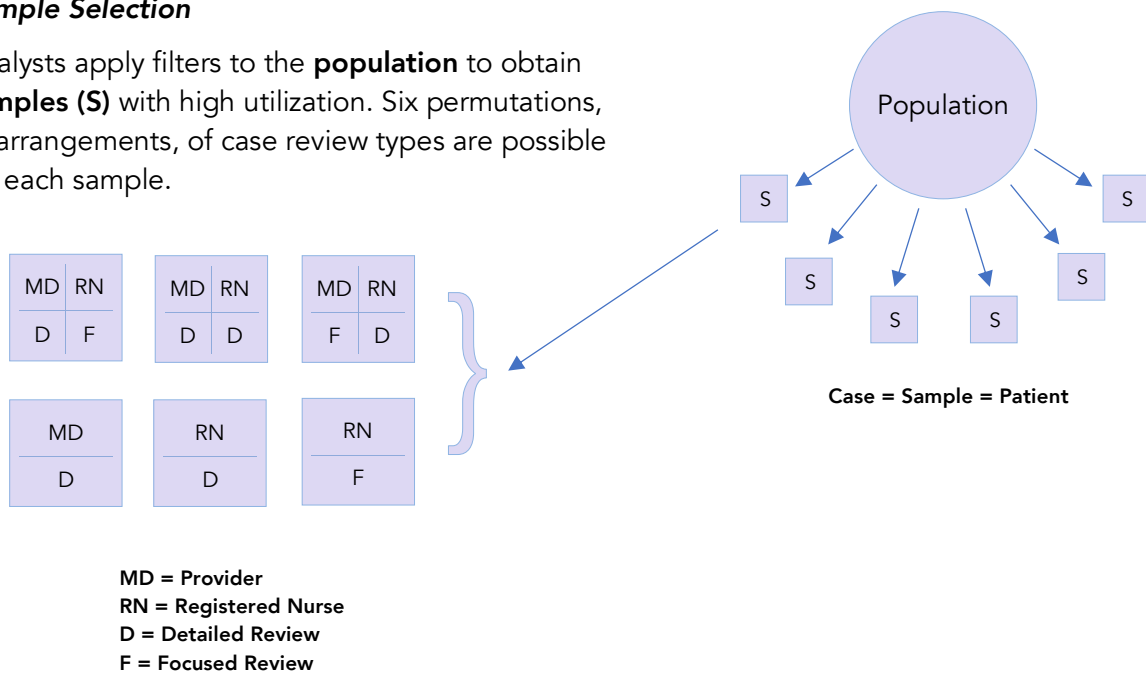 mple Selection
alysts apply filters to the population to obtain
mples (S) with high utilization. Six permutations,
arrangements, of case review types are possible
each sample.
Population
S
S
S
S
S
S
Case = Sample = Patient
MD RN
D F
MD RN
D D
MD RN
F D
MD
D
RN
D
RN
F
MD = Provider
RN = Registered Nurse
D = Detailed Review
F = Focused Review